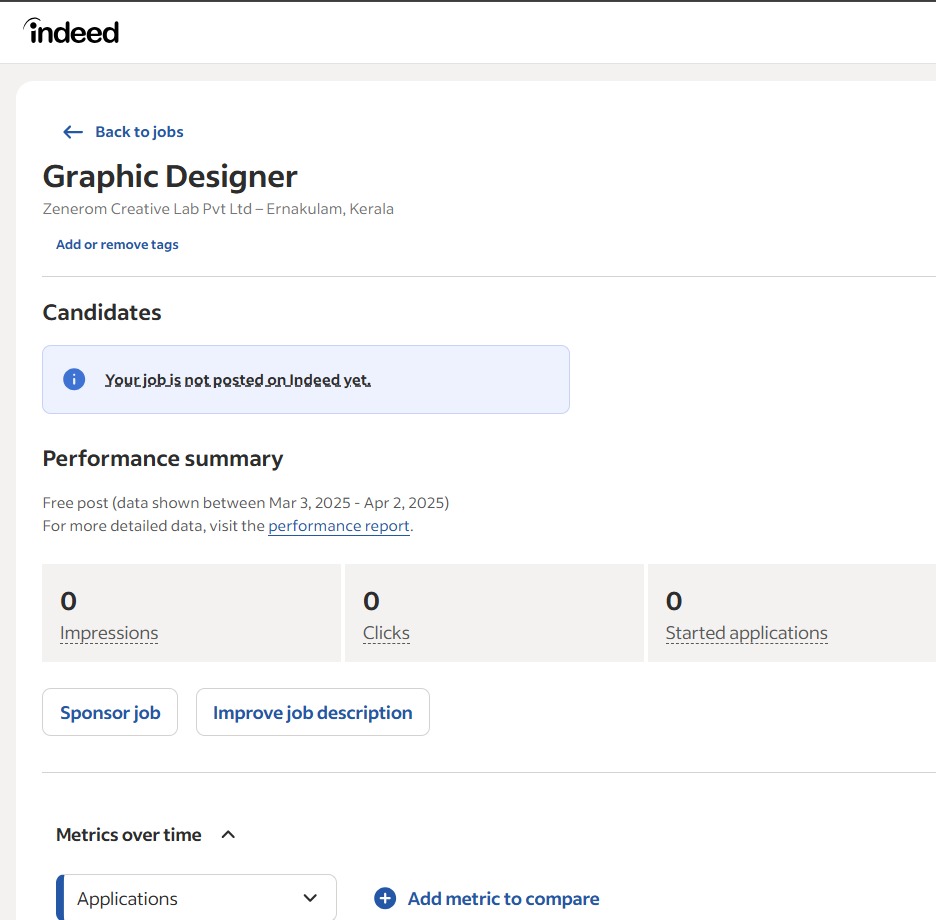 indeed
Back to jobs
Graphic Designer
Zenerom Creative Lab Pvt Ltd – Ernakulam, Kerala
Add or remove tags
Candidates
Your job is not posted on Indeed yet.
Performance summary
Free post (data shown between Mar 3, 2025 - Apr 2, 2025)
For more detailed data, visit the performance report.
0 0 0
Impressions Clicks Started applications
Sponsor job Improve job description
Metrics over time
Applications Add metric to compare